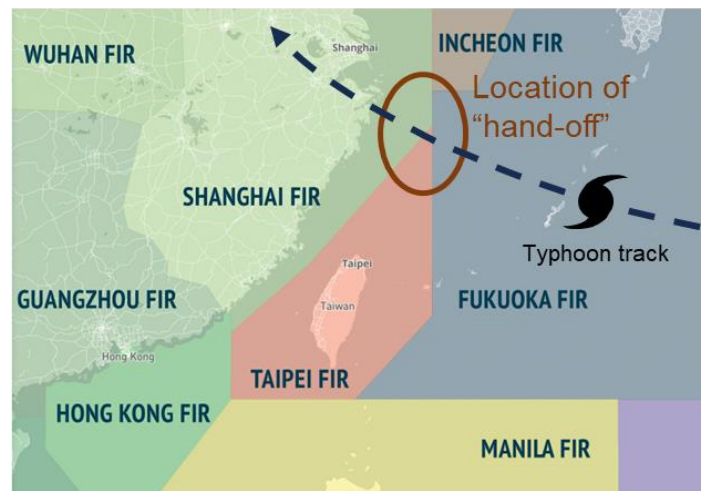 WUHAN FIR
Shanghai
INCHEON FIR
Location of
“hand-off”
SHANGHAI FIR
Typhoon track
Taipei
Taiwan
GUANGZHOU FIR
FUKUOKA FIR
Hong Kong
TAIPEI FIR
HONG KONG FIR
MANILA FIR